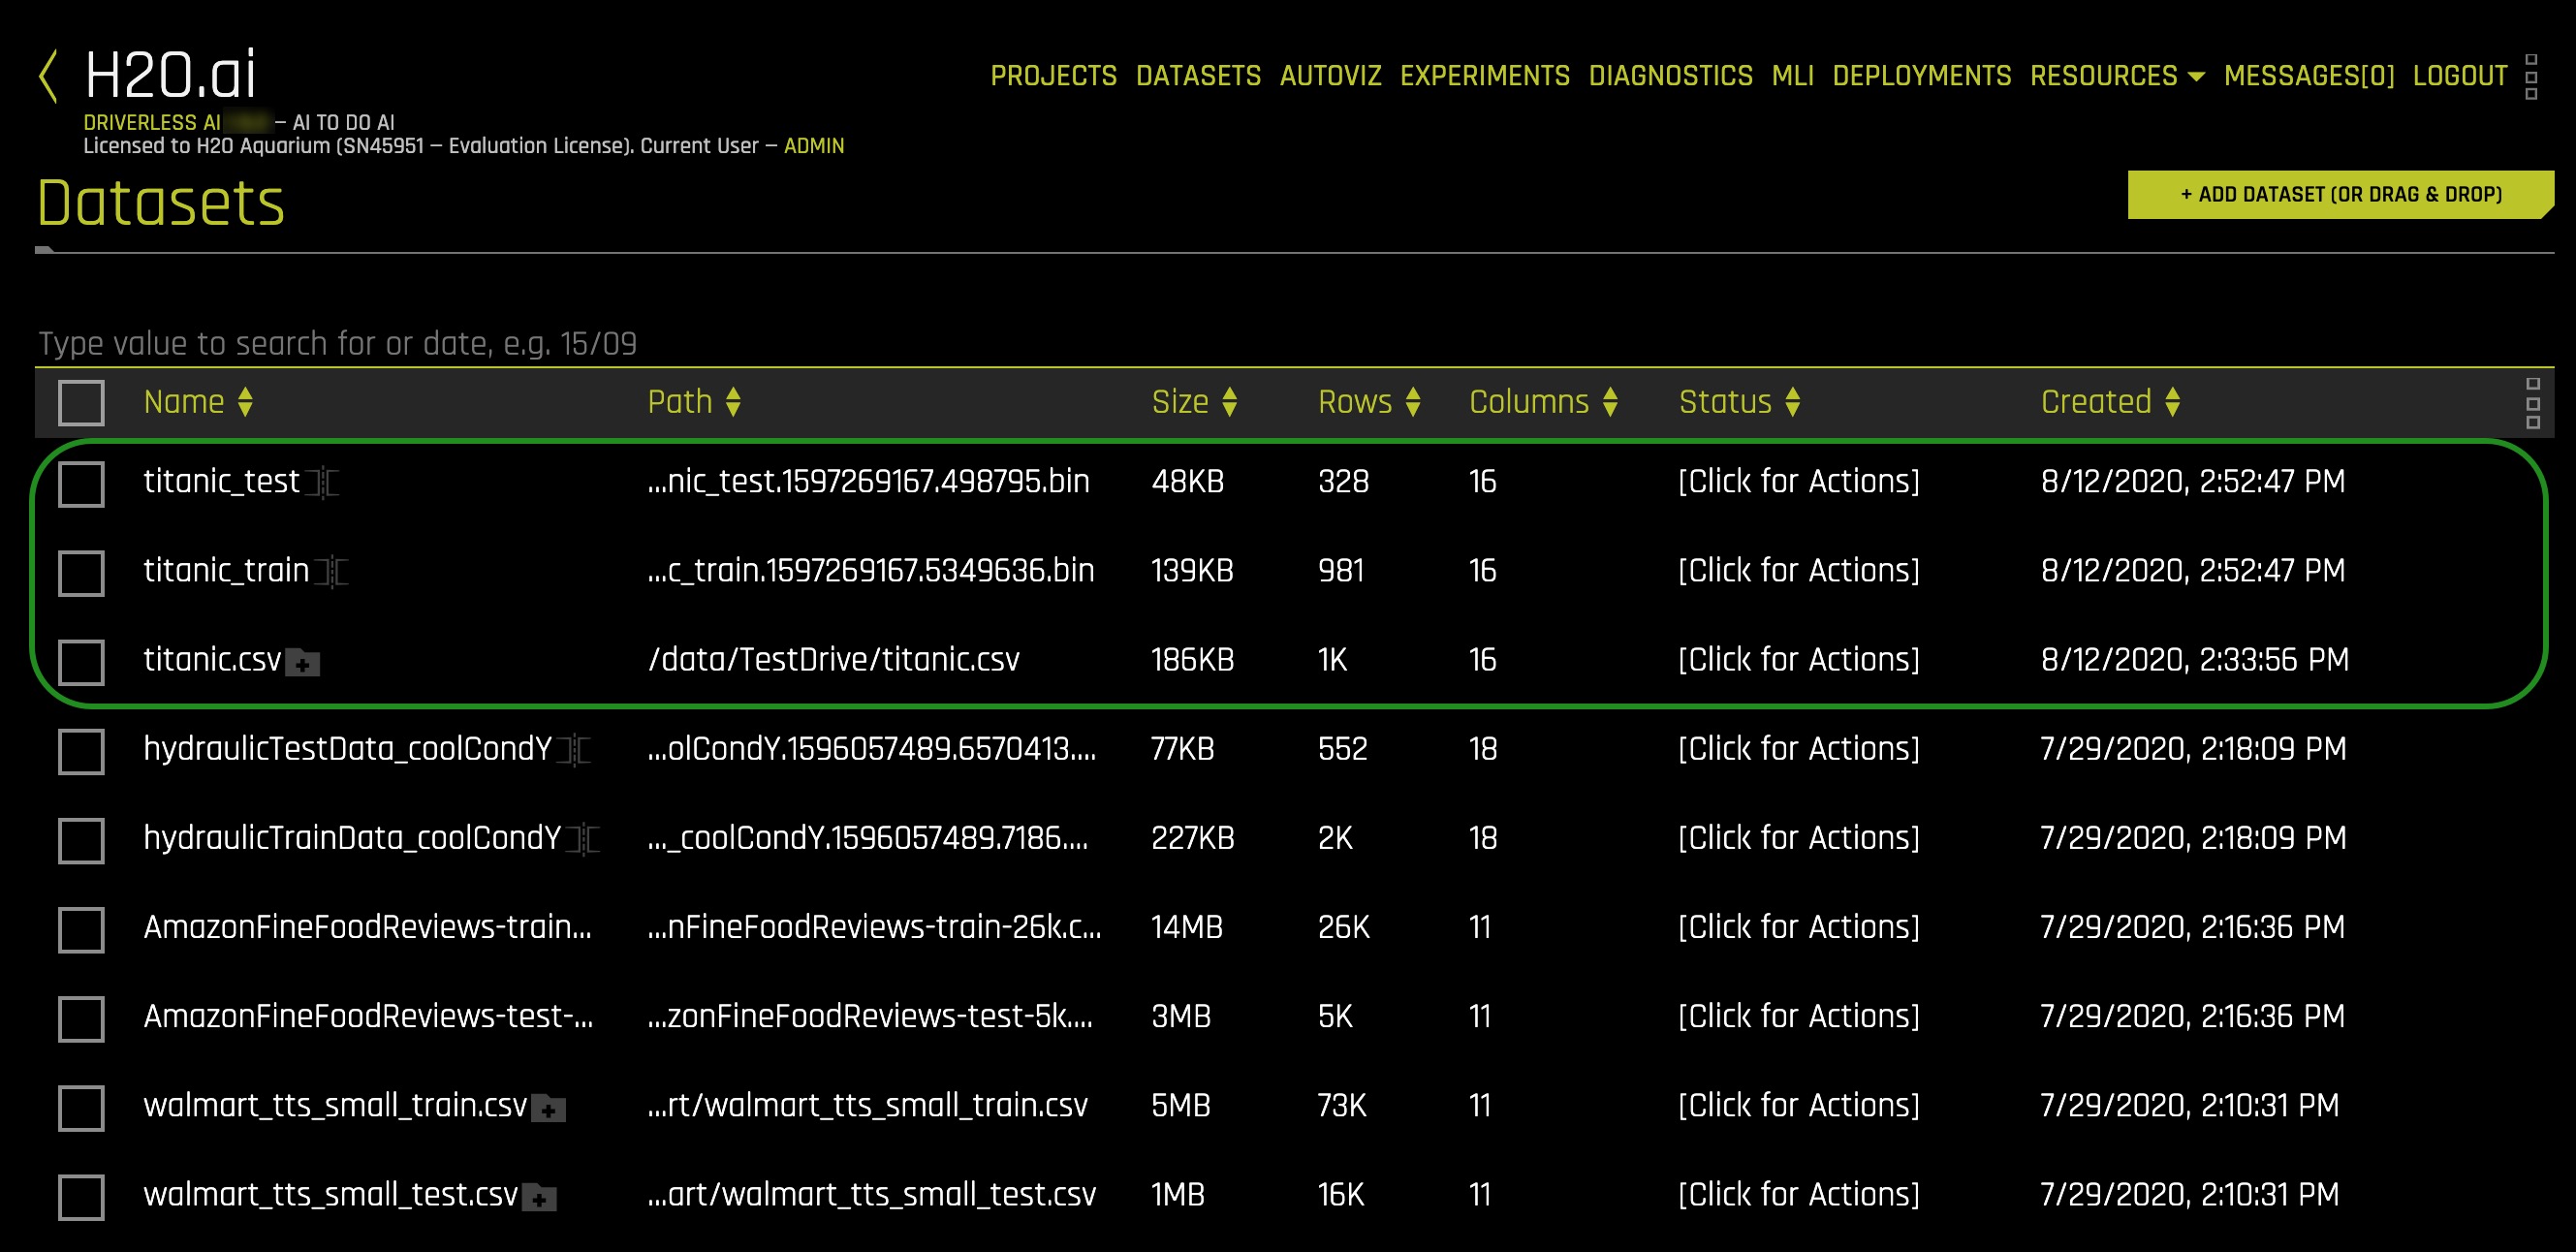 H2O.ai
PROJECTS DATASETS AUTOVIZ EXPERIMENTS DIAGNOSTICS MLI DEPLOYMENTS RESOURCES MESSAGES[0] LOGOUT
DRIVERLESS AI – AI TO DO AI
Licensed to H2O Aquarium (SN45951 – Evaluation License). Current User – ADMIN
Datasets
+ ADD DATASET (OR DRAG & DROP)
Type value to search for or date, e.g. 15/09
Name Path Size Rows Columns Status Created
titanic_test ...nic_test.1597269167.498795.bin 48KB 328 16 [Click for Actions] 8/12/2020, 2:52:47 PM
titanic_train ...c_train.1597269167.5349636.bin 139KB 981 16 [Click for Actions] 8/12/2020, 2:52:47 PM
titanic.csv /data/TestDrive/titanic.csv 186KB 1K 16 [Click for Actions] 8/12/2020, 2:33:56 PM
hydraulicTestData_coolCondY ...olCondY.1596057489.6570413.... 77KB 552 18 [Click for Actions] 7/29/2020, 2:18:09 PM
hydraulicTrainData_coolCondY ..._coolCondY.1596057489.7186.... 227KB 2K 18 [Click for Actions] 7/29/2020, 2:18:09 PM
AmazonFineFoodReviews-train... ...nFineFoodReviews-train-26k.c... 14MB 26K 11 [Click for Actions] 7/29/2020, 2:16:36 PM
AmazonFineFoodReviews-test-... ...zonFineFoodReviews-test-5k.... 3MB 5K 11 [Click for Actions] 7/29/2020, 2:16:36 PM
walmart_tts_small_train.csv ...rt/walmart_tts_small_train.csv 5MB 73K 11 [Click for Actions] 7/29/2020, 2:10:31 PM
walmart_tts_small_test.csv ...art/walmart_tts_small_test.csv 1MB 16K 11 [Click for Actions] 7/29/2020, 2:10:31 PM